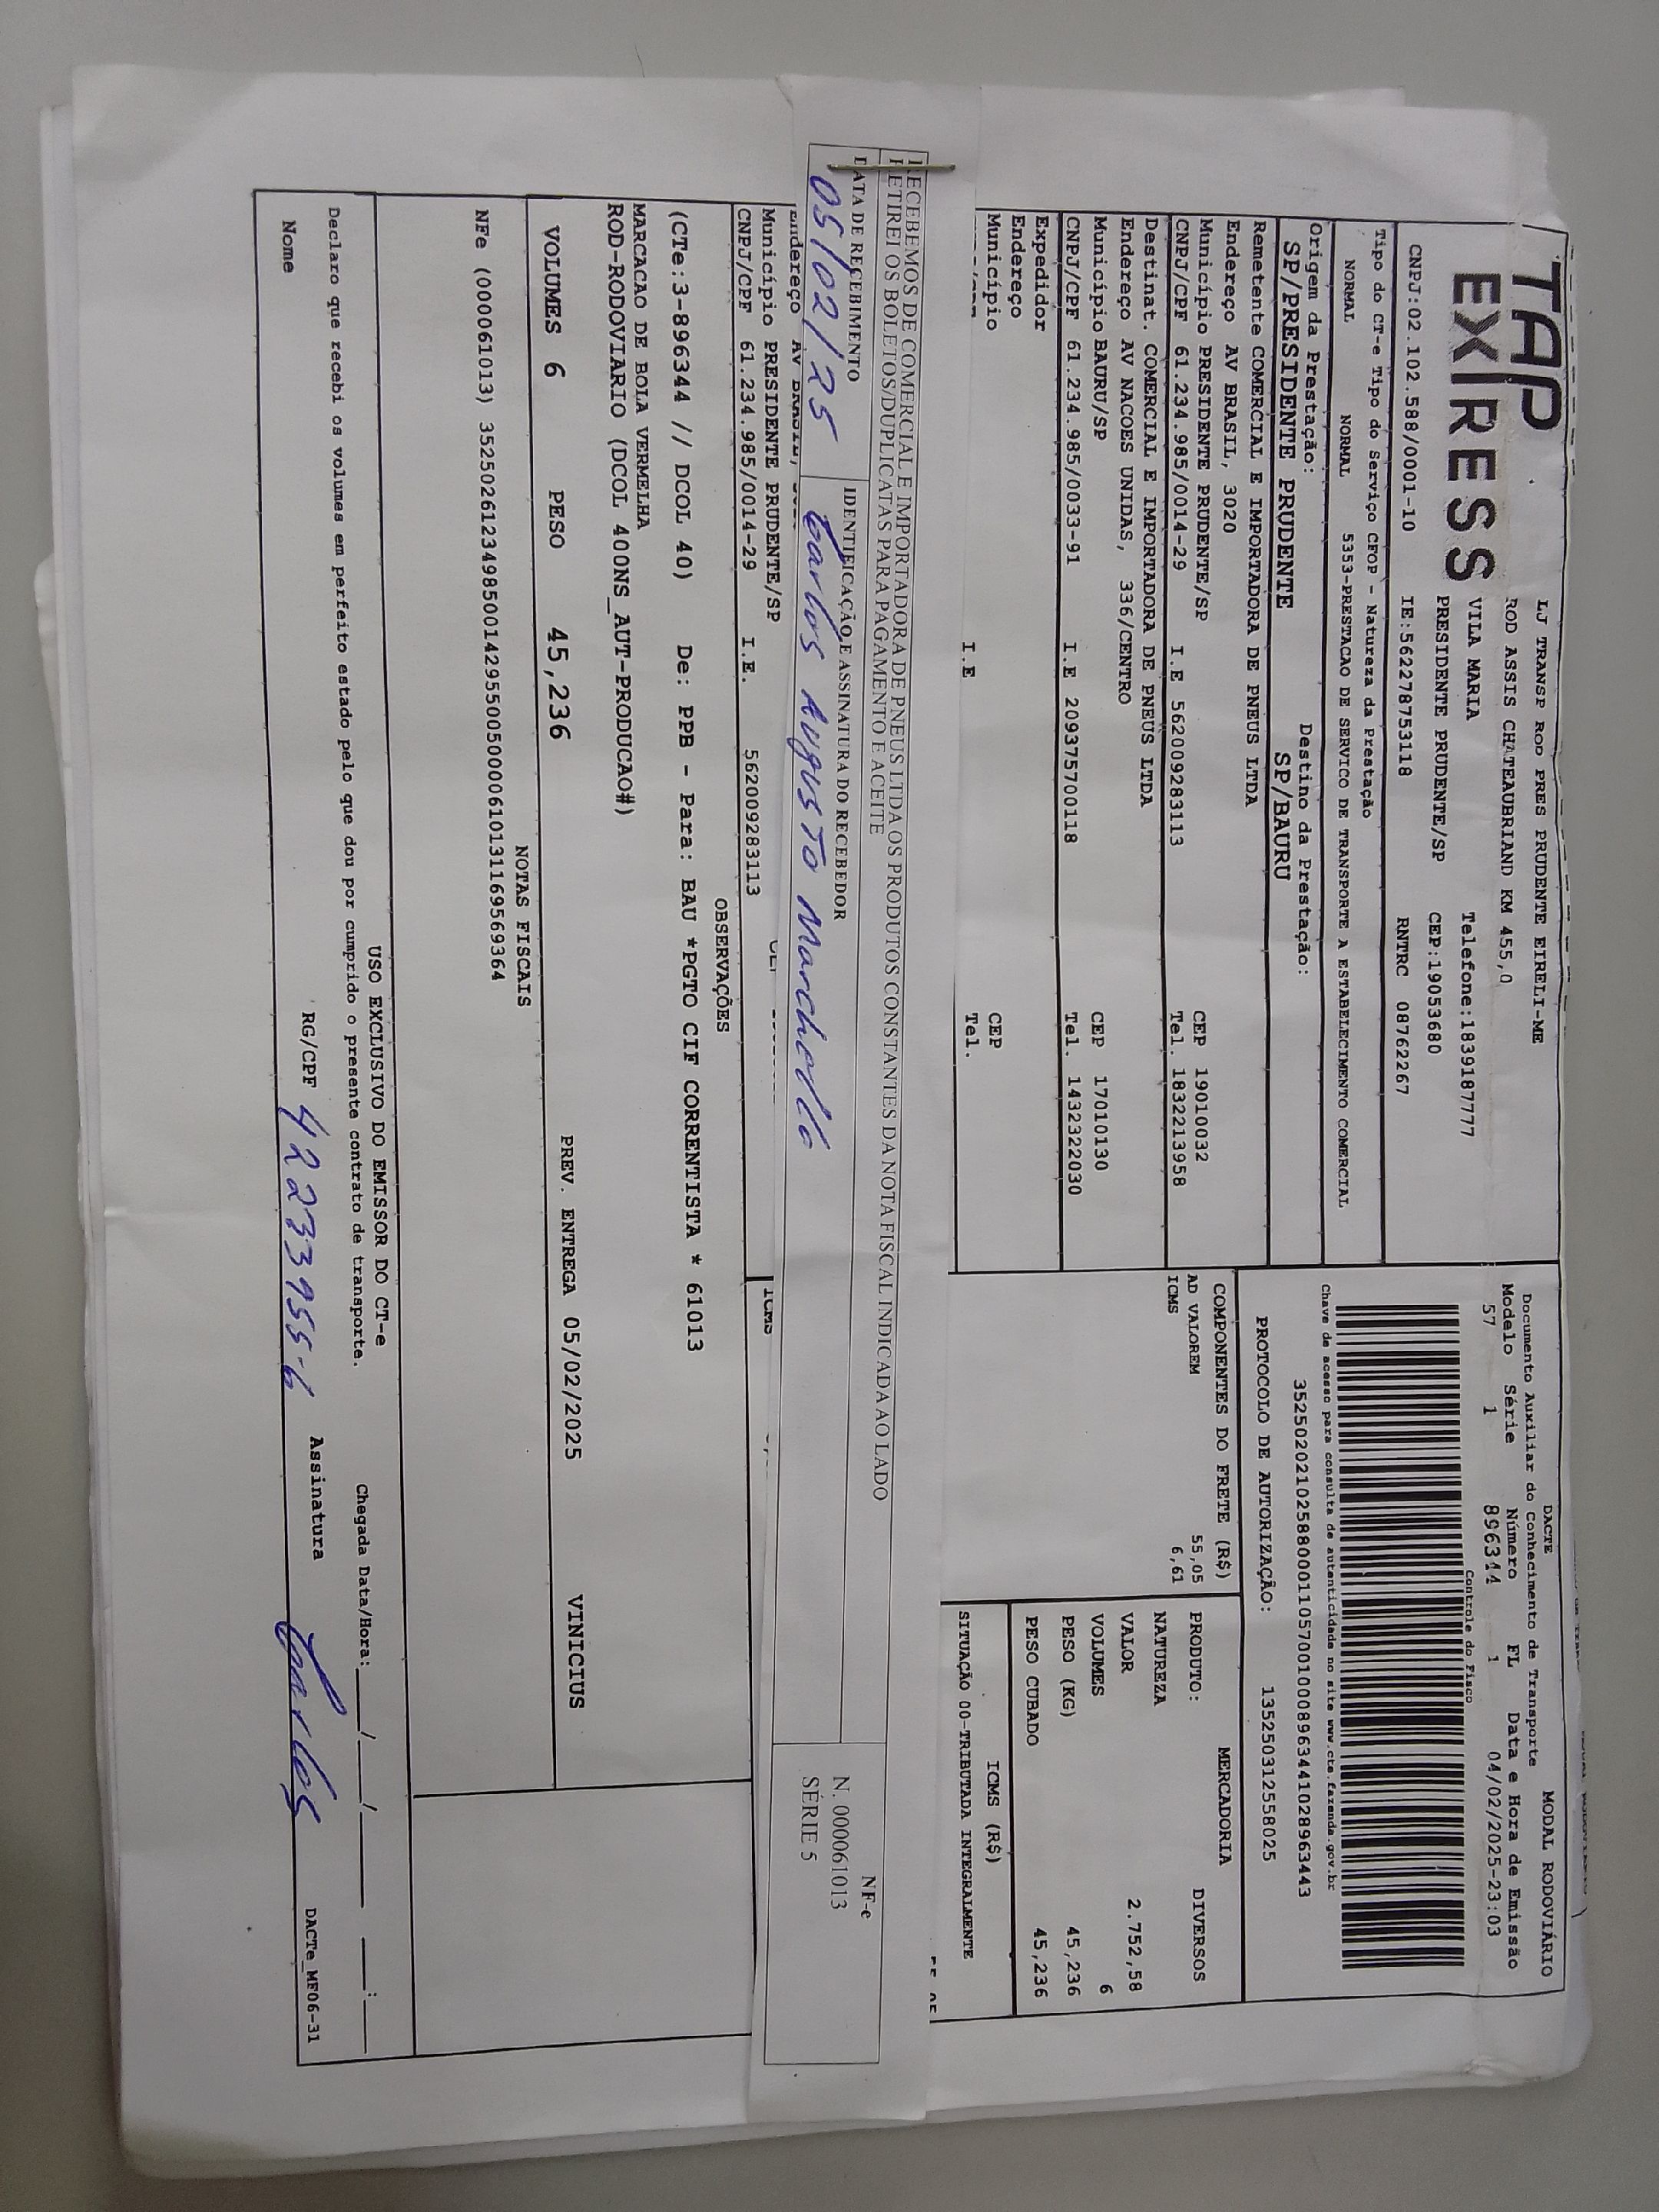 TAP
EXPRESS
LJ TRANSP ROD PRES PRUDENTE EIRELI-ME
ROD ASSIS CHATEAUBRIAND KM 455,0
VILA MARIA Telefone:1839187777
PRESIDENTE PRUDENTE/SP CEP:19053680
CNPJ:02.102.588/0001-10 IE:562278753118 RNTRC 08762267
DACTE MODAL RODOVIÁRIO
Documento Auxiliar do Conhecimento de Transporte
Modelo Série Número FL Data e Hora de Emissão
57 1 896344 1 04/02/2025-23:03
Controle do Fisco
Tipo do CT-e Tipo do Serviço CFOP - Natureza da Prestação
NORMAL NORMAL 5353-PRESTACAO DE SERVICO DE TRANSPORTE A ESTABELECIMENTO COMERCIAL
Chave de acesso para consulta de autenticidade no site www.cte.fazenda.gov.br
35250202102588000110570010008963441028963443
Origem da Prestação: Destino da Prestação:
SP/PRESIDENTE PRUDENTE SP/BAURU
PROTOCOLO DE AUTORIZAÇÃO: 135250312558025
Remetente COMERCIAL E IMPORTADORA DE PNEUS LTDA
Endereço AV BRASIL, 3020
Município PRESIDENTE PRUDENTE/SP CEP 19010032
CNPJ/CPF 61.234.985/0014-29 I.E 562009283113 Tel. 1832213958
Destinat. COMERCIAL E IMPORTADORA DE PNEUS LTDA
Endereço AV NACOES UNIDAS, 336/CENTRO
Município BAURU/SP CEP 17010130
CNPJ/CPF 61.234.985/0033-91 I.E 209375700118 Tel. 1432322030
Expedidor
Endereço
Município CEP
I.E Tel.
COMPONENTES DO FRETE (R$)
AD VALOREM 55,05
ICMS 6,61
MERCADORIA
PRODUTO: DIVERSOS
NATUREZA
VALOR 2.752,58
VOLUMES 6
PESO (KG) 45,236
PESO CUBADO 45,236
ICMS (R$)
SITUAÇÃO 00-TRIBUTADA INTEGRALMENTE
RECEBEMOS DE COMERCIAL E IMPORTADORA DE PNEUS LTDA OS PRODUTOS CONSTANTES DA NOTA FISCAL INDICADA AO LADO
RETIREI OS BOLETOS/DUPLICATAS PARA PAGAMENTO E ACEITE
DATA DE RECEBIMENTO IDENTIFICAÇÃO E ASSINATURA DO RECEBEDOR
05/02/25 Carlos Augusto Marchello
NF-e
N. 000061013
SÉRIE 5
Endereço AV BRASIL,
Município PRESIDENTE PRUDENTE/SP
CNPJ/CPF 61.234.985/0014-29 I.E. 562009283113
ICMS
OBSERVAÇÕES
(CTe:3-896344 // DCOL 40) De: PPB - Para: BAU *PGTO CIF CORRENTISTA * 61013
MARCACAO DE BOLA VERMELHA
ROD-RODOVIARIO (DCOL 400NS_AUT-PRODUCAO#)
VOLUMES 6 PESO 45,236 PREV. ENTREGA 05/02/2025 VINICIUS
NOTAS FISCAIS
NFe (000061013) 35250261234985001429550050000610131169569364
USO EXCLUSIVO DO EMISSOR DO CT-e
Declaro que recebi os volumes em perfeito estado pelo que dou por cumprido o presente contrato de transporte. Chegada Data/Hora:___/___/___ ___:___
Nome RG/CPF 42233955-6 Assinatura Carlos DACTe_MF06-31